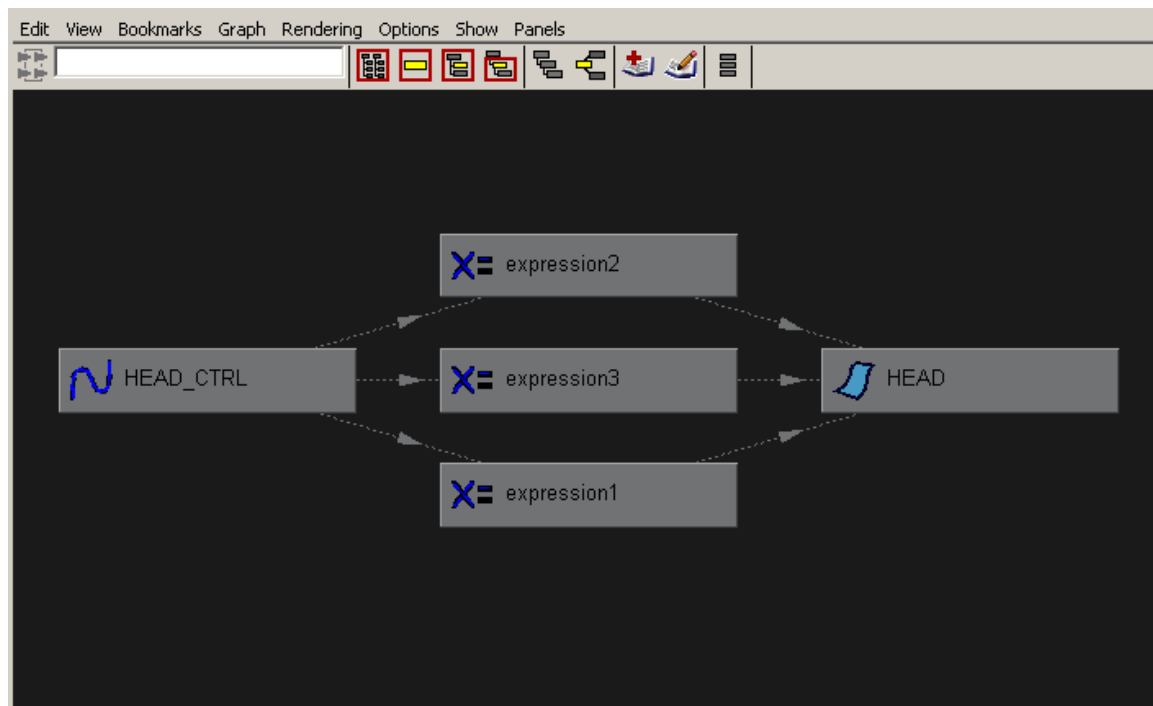 Edit View Bookmarks Graph Rendering Options Show Panels
X= expression2
HEAD_CTRL
X= expression3
HEAD
X= expression1